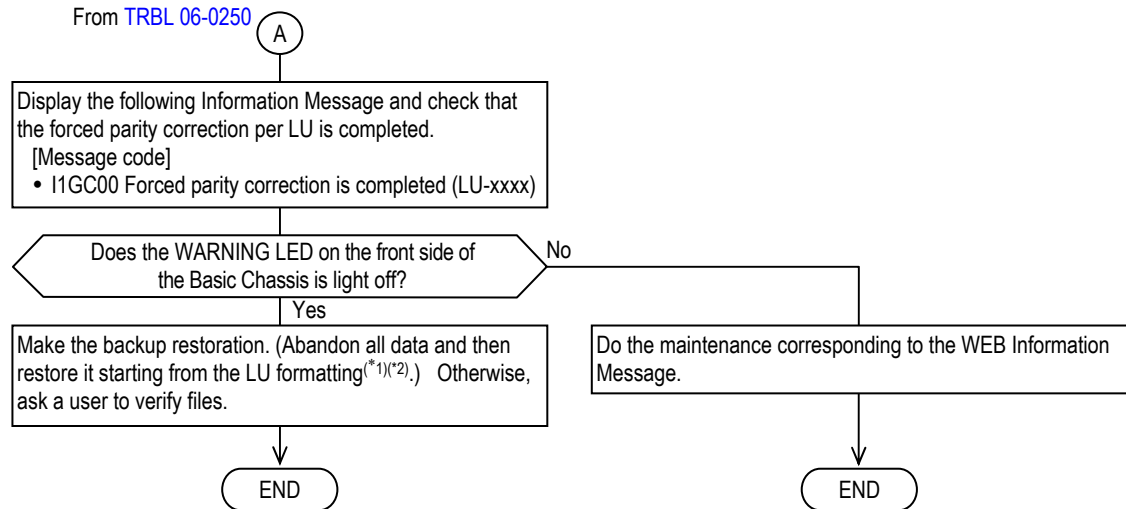 From TRBL 06-0250
A
Display the following Information Message and check that
the forced parity correction per LU is completed.
[Message code]
• I1GC00 Forced parity correction is completed (LU-xxxx)
Does the WARNING LED on the front side of
the Basic Chassis is light off?
No
Yes
Make the backup restoration. (Abandon all data and then
restore it starting from the LU formatting(*1)(*2).) Otherwise,
ask a user to verify files.
Do the maintenance corresponding to the WEB Information
Message.
END
END